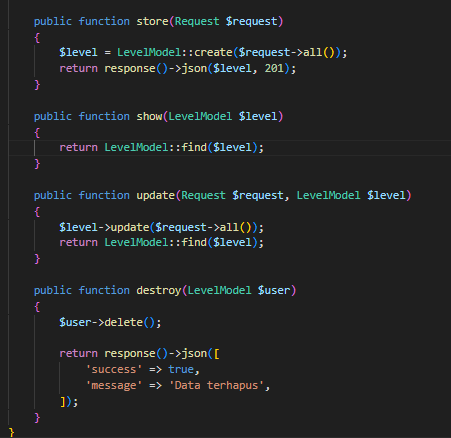 public function store(Request $request)
{
$level = LevelModel::create($request->all());
return response()->json($level, 201);
}
public function show(LevelModel $level)
{
return LevelModel::find($level);
}
public function update(Request $request, LevelModel $level)
{
$level->update($request->all());
return LevelModel::find($level);
}
public function destroy(LevelModel $user)
{
$user->delete();
return response()->json([
'success' => true,
'message' => 'Data terhapus',
]);
}
}